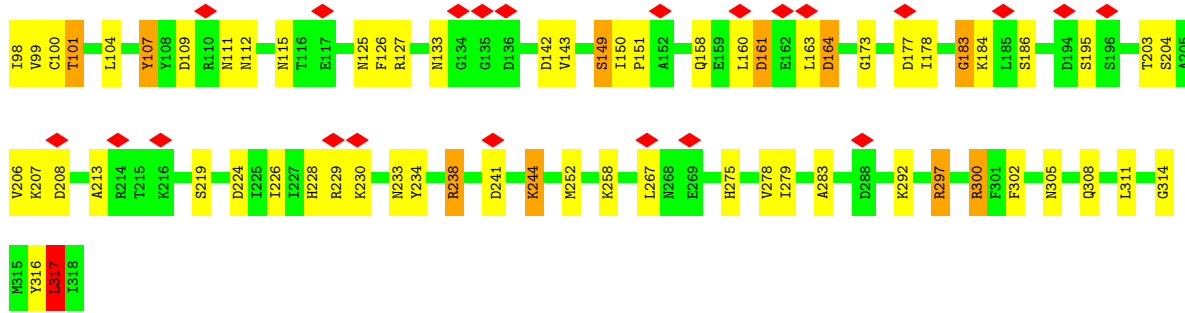 I98 V99 C100 T101 L104 Y107 Y108 D109 R110 N111 N112 N115 T116 E117 N125 F126 R127 N133 G134 G135 D136 D142 V143 S149 I150 P151 A152 Q158 E159 L160 D161 E162 L163 D164 G173 D177 I178 G183 K184 L185 S186 D194 S195 S196 T203 S204 A205
V206 K207 D208 A213 R214 T215 K216 S219 D224 I225 I226 I227 H228 R229 K230 N233 Y234 R238 D241 K244 M252 K258 L267 N268 E269 H275 V278 I279 A283 D288 K292 R297 R300 F301 F302 N305 Q308 L311 G314
M315 Y316 L317 I318